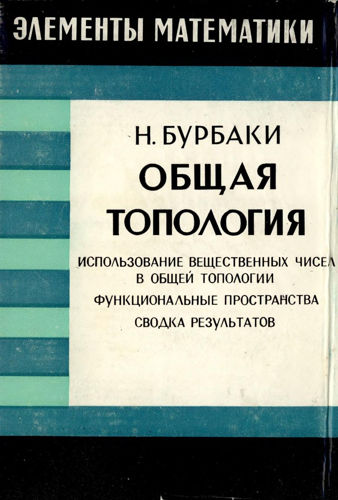 ЭЛЕМЕНТЫ МАТЕМАТИКИ
Н. БУРБАКИ
ОБЩАЯ
ТОПОЛОГИЯ
ИСПОЛЬЗОВАНИЕ ВЕЩЕСТВЕННЫХ ЧИСЕЛ
В ОБЩЕЙ ТОПОЛОГИИ
ФУНКЦИОНАЛЬНЫЕ ПРОСТРАНСТВА
СВОДКА РЕЗУЛЬТАТОВ